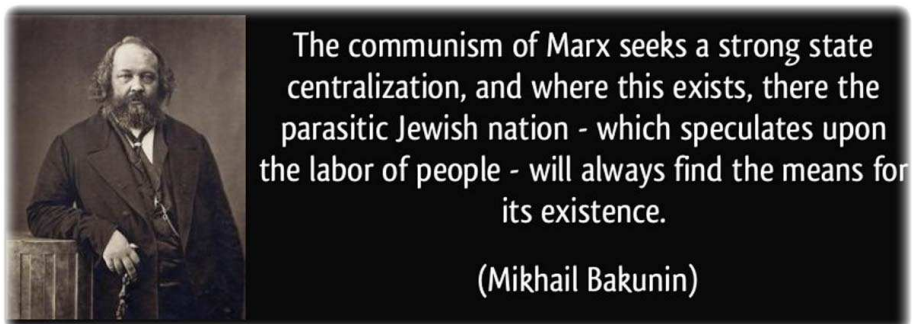 The communism of Marx seeks a strong state
centralization, and where this exists, there the
parasitic Jewish nation - which speculates upon
the labor of people - will always find the means for
its existence.
(Mikhail Bakunin)